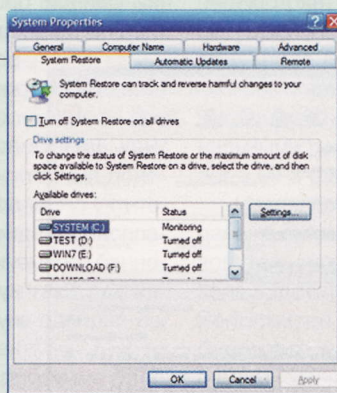 System Properties
General Computer Name Hardware Advanced
System Restore Automatic Updates Remote
System Restore can track and reverse harmful changes to your
computer.
Turn off System Restore on all drives
Drive settings
To change the status of System Restore or the maximum amount of disk
space available to System Restore on a drive, select the drive, and then
click Settings.
Available drives:
Drive Status
SYSTEM (C:) Monitoring
Settings...
TEST (D:) Turned off
WIN7 (E:) Turned off
DOWNLOAD (F:) Turned off
OK Cancel Apply